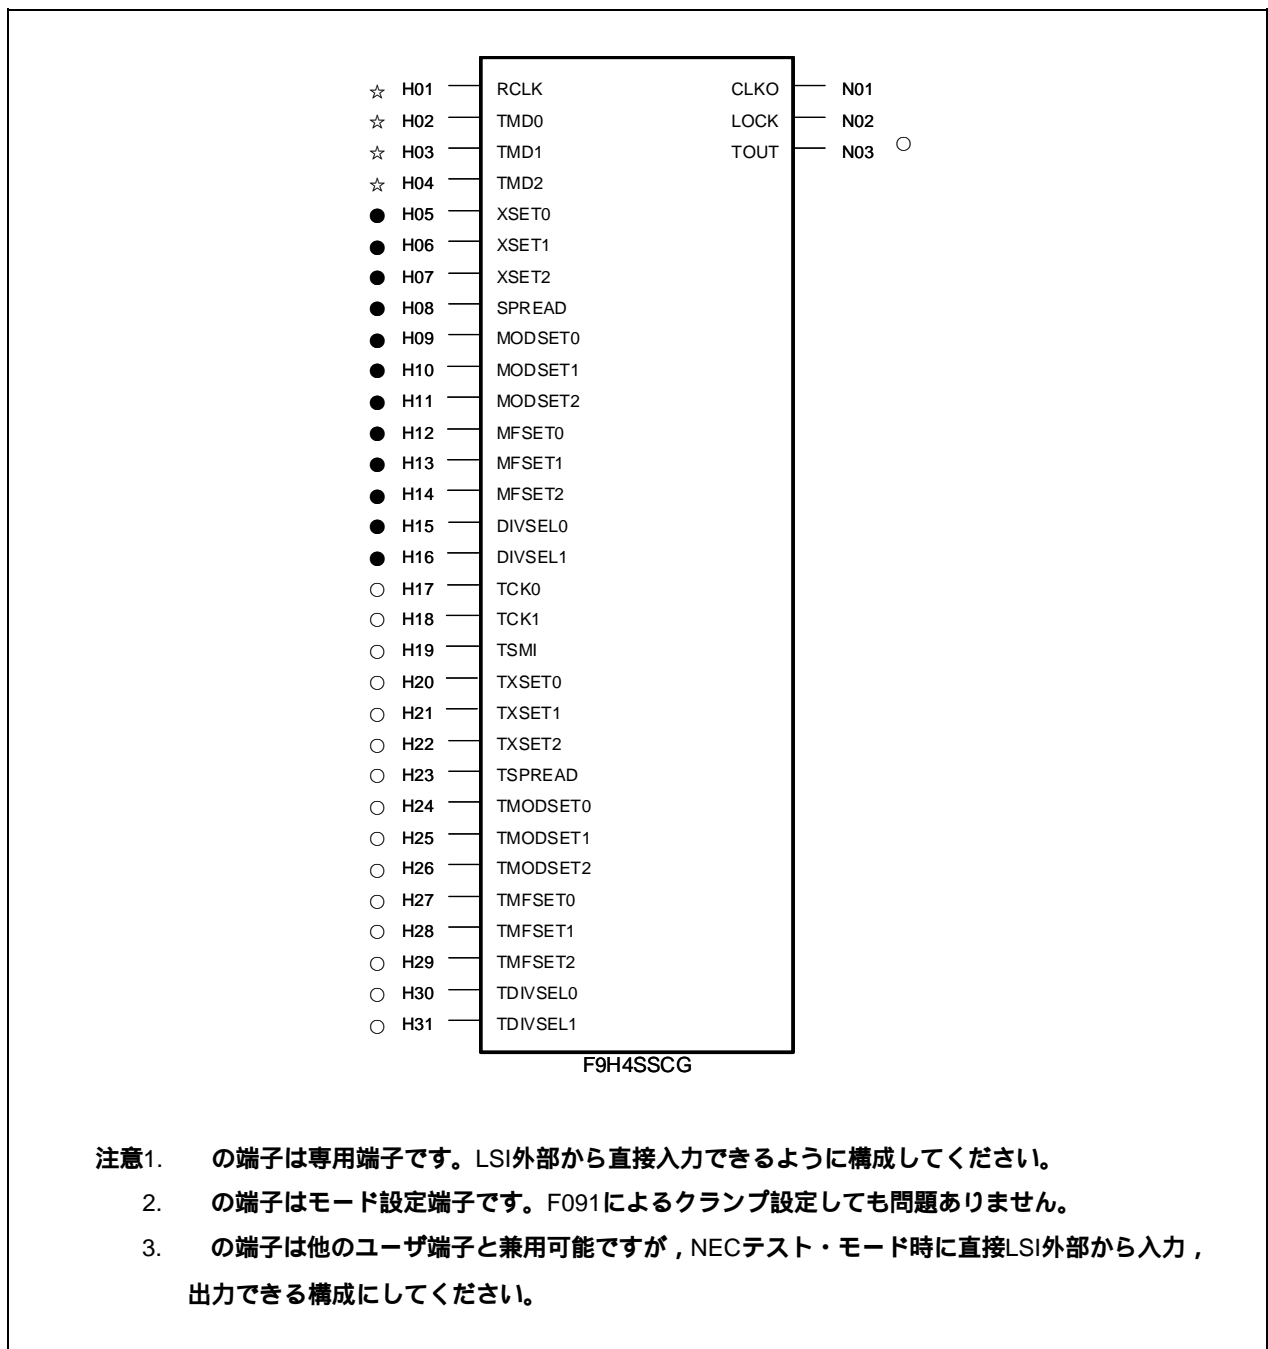 ☆ H01 RCLK CLKO N01
☆ H02 TMD0 LOCK N02
☆ H03 TMD1 TOUT N03 ○
☆ H04 TMD2
● H05 XSET0
● H06 XSET1
● H07 XSET2
● H08 SPREAD
● H09 MODSET0
● H10 MODSET1
● H11 MODSET2
● H12 MFSET0
● H13 MFSET1
● H14 MFSET2
● H15 DIVSEL0
● H16 DIVSEL1
○ H17 TCK0
○ H18 TCK1
○ H19 TSMI
○ H20 TXSET0
○ H21 TXSET1
○ H22 TXSET2
○ H23 TSPREAD
○ H24 TMODSET0
○ H25 TMODSET1
○ H26 TMODSET2
○ H27 TMFSET0
○ H28 TMFSET1
○ H29 TMFSET2
○ H30 TDIVSEL0
○ H31 TDIVSEL1
F9H4SSCG
注意1. の端子は専用端子です。LSI外部から直接入力できるように構成してください。
2. の端子はモード設定端子です。F091によるクランプ設定しても問題ありません。
3. の端子は他のユーザ端子と兼用可能ですが，NECテスト・モード時に直接LSI外部から入力，
出力できる構成にしてください。